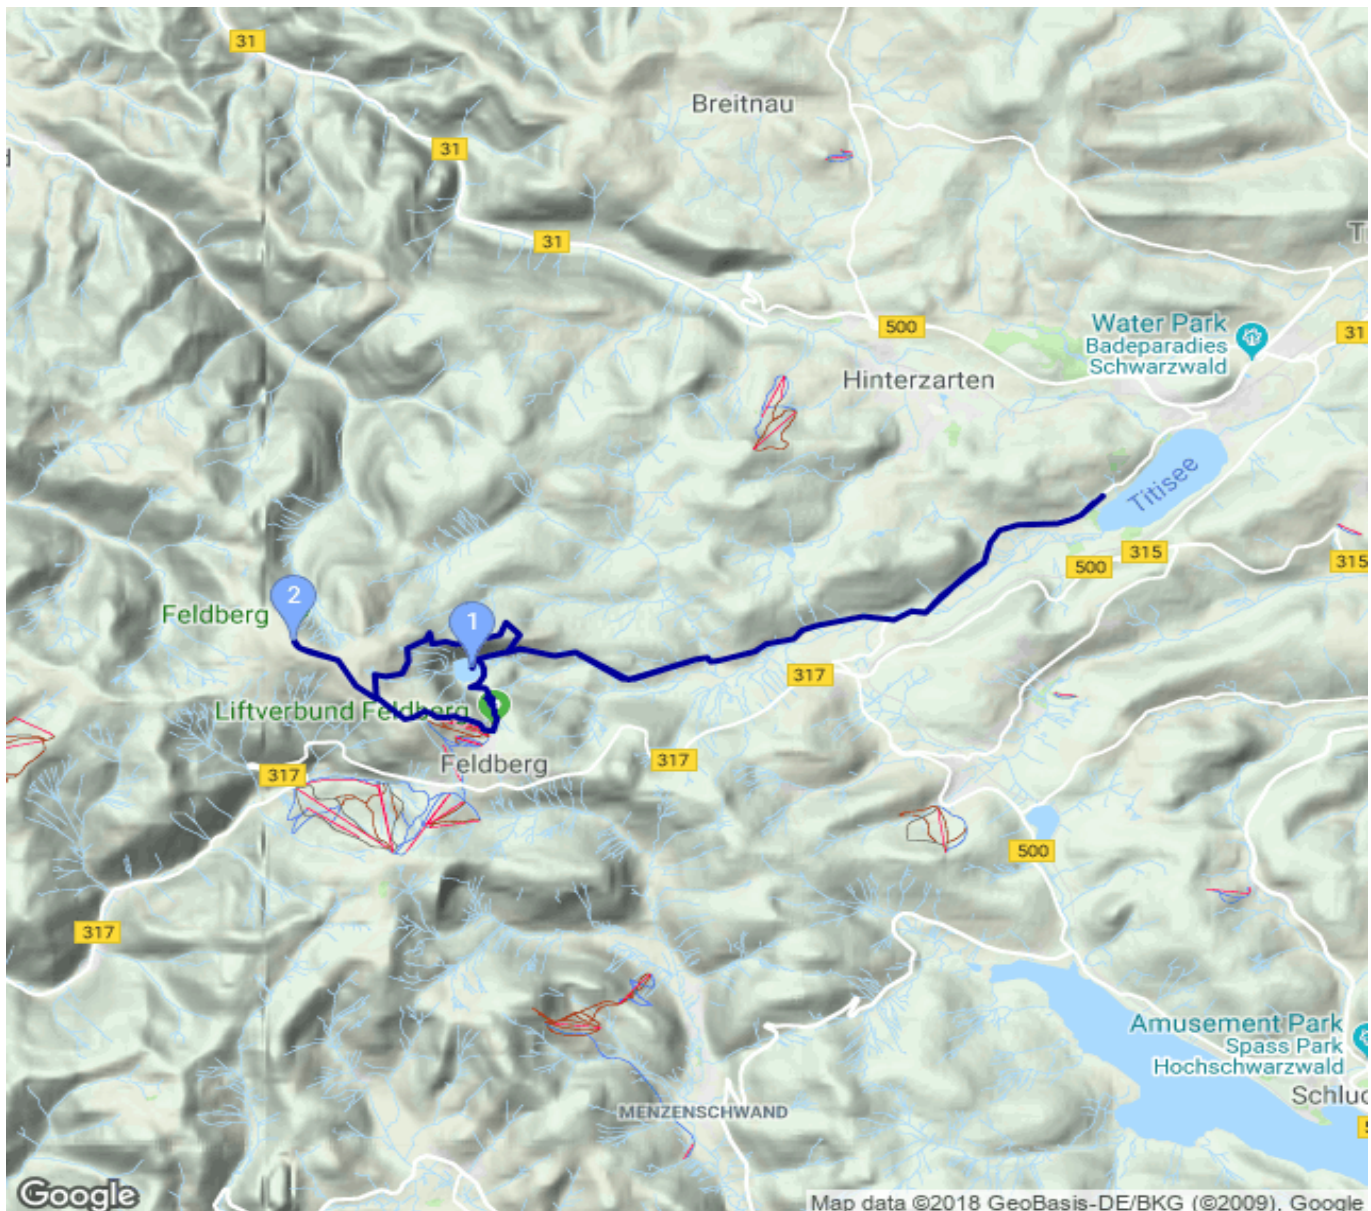 31
Breitnau
31
31
500
Water Park
Badeparadies
Schwarzwald
31
Hinterzarten
Titisee
315
500
315
2
1
Feldberg
317
Liftverbund Feldberg
Feldberg
317
317
500
317
Amusement Park
Spass Park
Hochschwarzwald
Schluc
MENZENSCHWAND
5
Google
Map data ©2018 GeoBasis-DE/BKG (©2009), Google